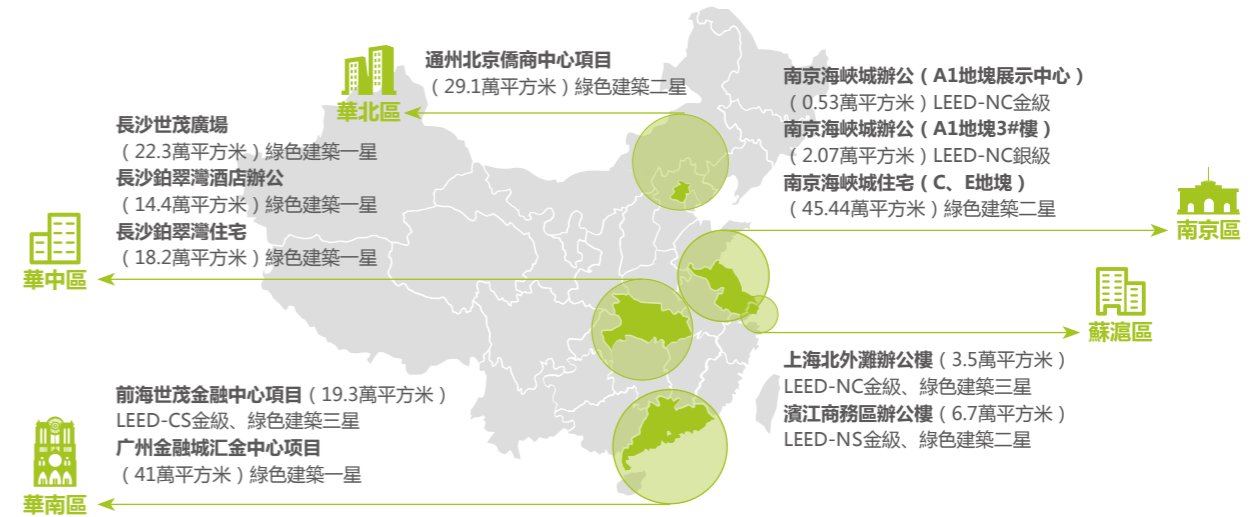 通州北京僑商中心項目
（29.1萬平方米）綠色建築二星
華北區
南京海峽城辦公（A1地塊展示中心）
（0.53萬平方米）LEED-NC金級
南京海峽城辦公（A1地塊3#樓）
（2.07萬平方米）LEED-NC銀級
南京海峽城住宅（C、E地塊）
（45.44萬平方米）綠色建築二星
南京區
長沙世茂廣場
（22.3萬平方米）綠色建築一星
長沙鉑翠灣酒店辦公
（14.4萬平方米）綠色建築一星
長沙鉑翠灣住宅
（18.2萬平方米）綠色建築一星
華中區
蘇滬區
上海北外灘辦公樓（3.5萬平方米）
LEED-NC金級、綠色建築三星
濱江商務區辦公樓（6.7萬平方米）
LEED-NS金級、綠色建築二星
前海世茂金融中心項目（19.3萬平方米）
LEED-CS金級、綠色建築三星
广州金融城汇金中心项目
（41萬平方米）綠色建築一星
華南區